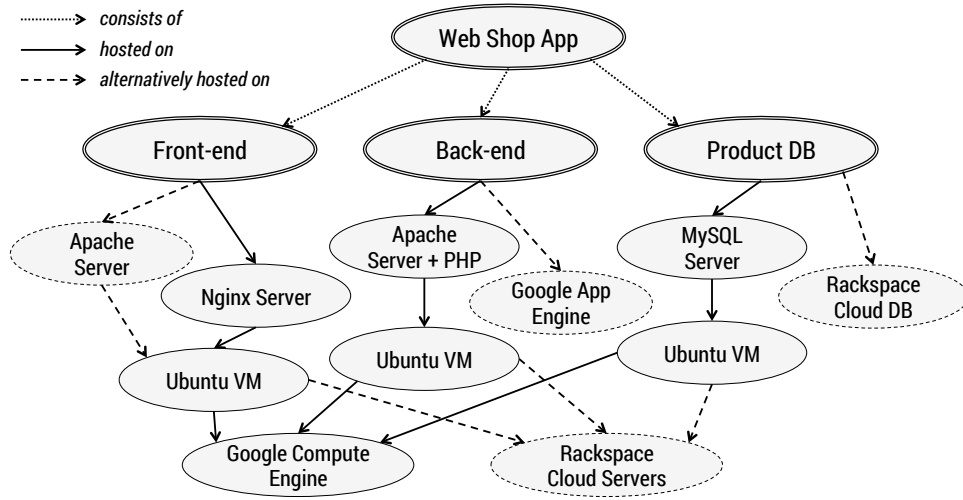 consists of
hosted on
alternatively hosted on
Web Shop App
Front-end
Back-end
Product DB
Apache
Server
Nginx Server
Apache
Server + PHP
Google App
Engine
MySQL
Server
Rackspace
Cloud DB
Ubuntu VM
Ubuntu VM
Ubuntu VM
Google Compute
Engine
Rackspace
Cloud Servers